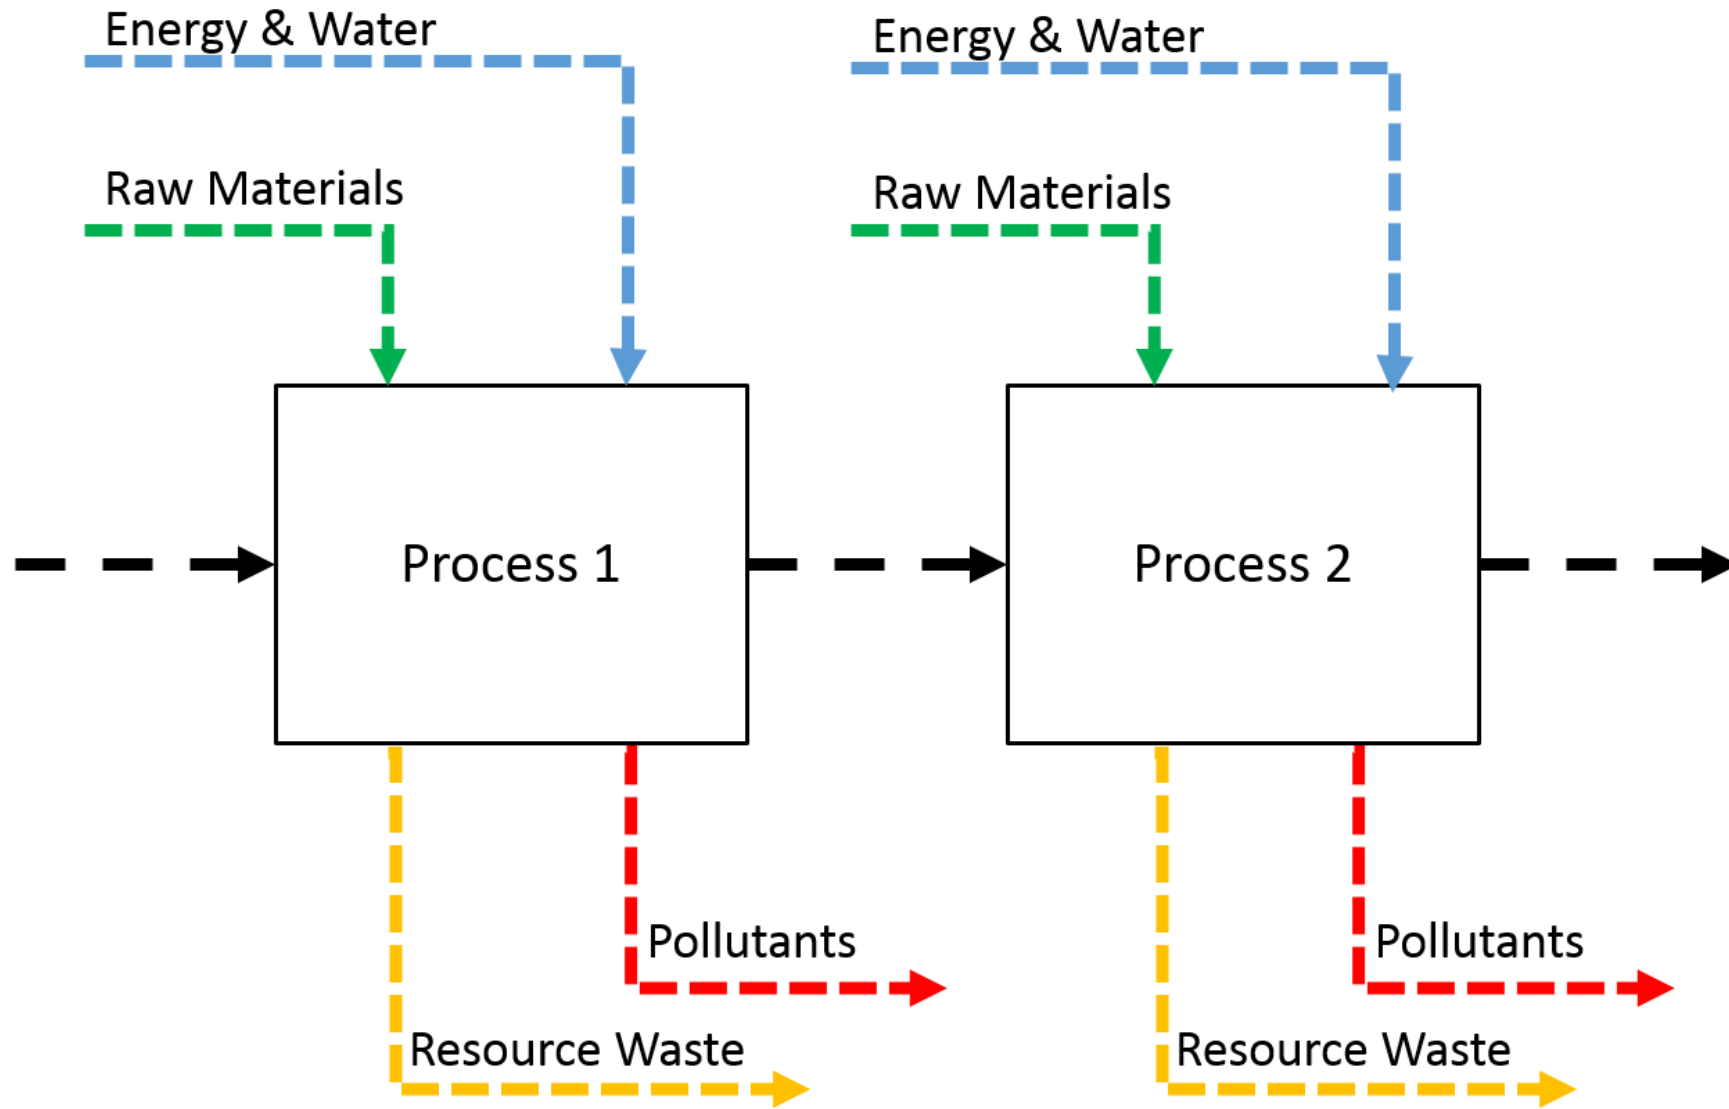 Energy & Water
Energy & Water
Raw Materials
Raw Materials
Process 1
Process 2
Pollutants
Pollutants
Resource Waste
Resource Waste